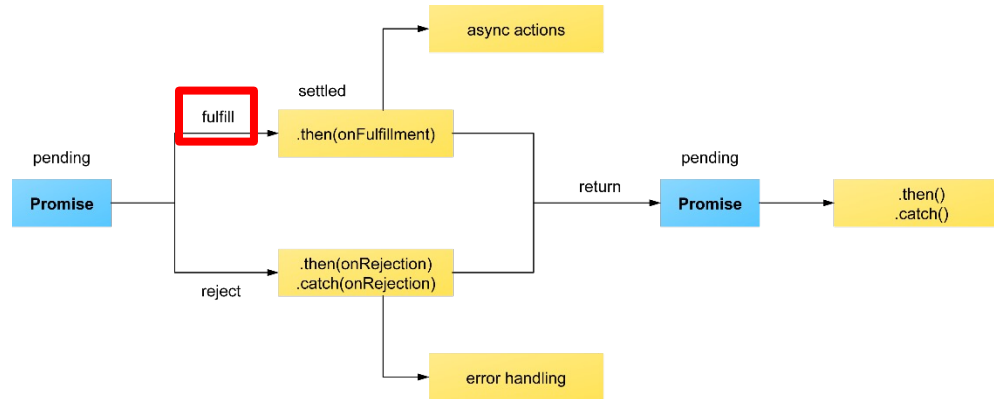 async actions
settled
fulfill
.then(onFulfillment)
pending
Promise
return
pending
Promise
.then()
.catch()
.then(onRejection)
.catch(onRejection)
reject
error handling